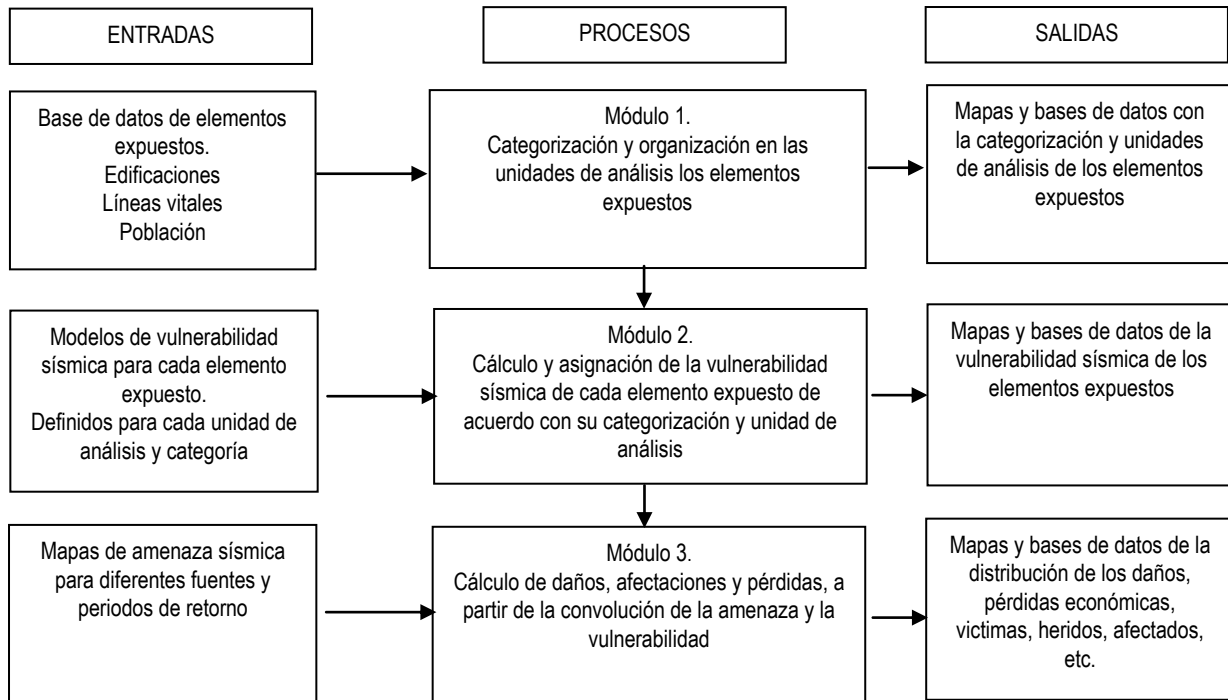 ENTRADAS
PROCESOS
SALIDAS
Base de datos de elementos
expuestos.
Edificaciones
Líneas vitales
Población
Módulo 1.
Categorización y organización en las
unidades de análisis los elementos
expuestos
Mapas y bases de datos con
la categorización y unidades
de análisis de los elementos
expuestos
Modelos de vulnerabilidad
sísmica para cada elemento
expuesto.
Definidos para cada unidad de
análisis y categoría
Módulo 2.
Cálculo y asignación de la vulnerabilidad
sísmica de cada elemento expuesto de
acuerdo con su categorización y unidad de
análisis
Mapas y bases de datos de la
vulnerabilidad sísmica de los
elementos expuestos
Mapas de amenaza sísmica
para diferentes fuentes y
periodos de retorno
Módulo 3.
Cálculo de daños, afectaciones y pérdidas, a
partir de la convolución de la amenaza y la
vulnerabilidad
Mapas y bases de datos de la
distribución de los daños,
pérdidas económicas,
victimas, heridos, afectados,
etc.